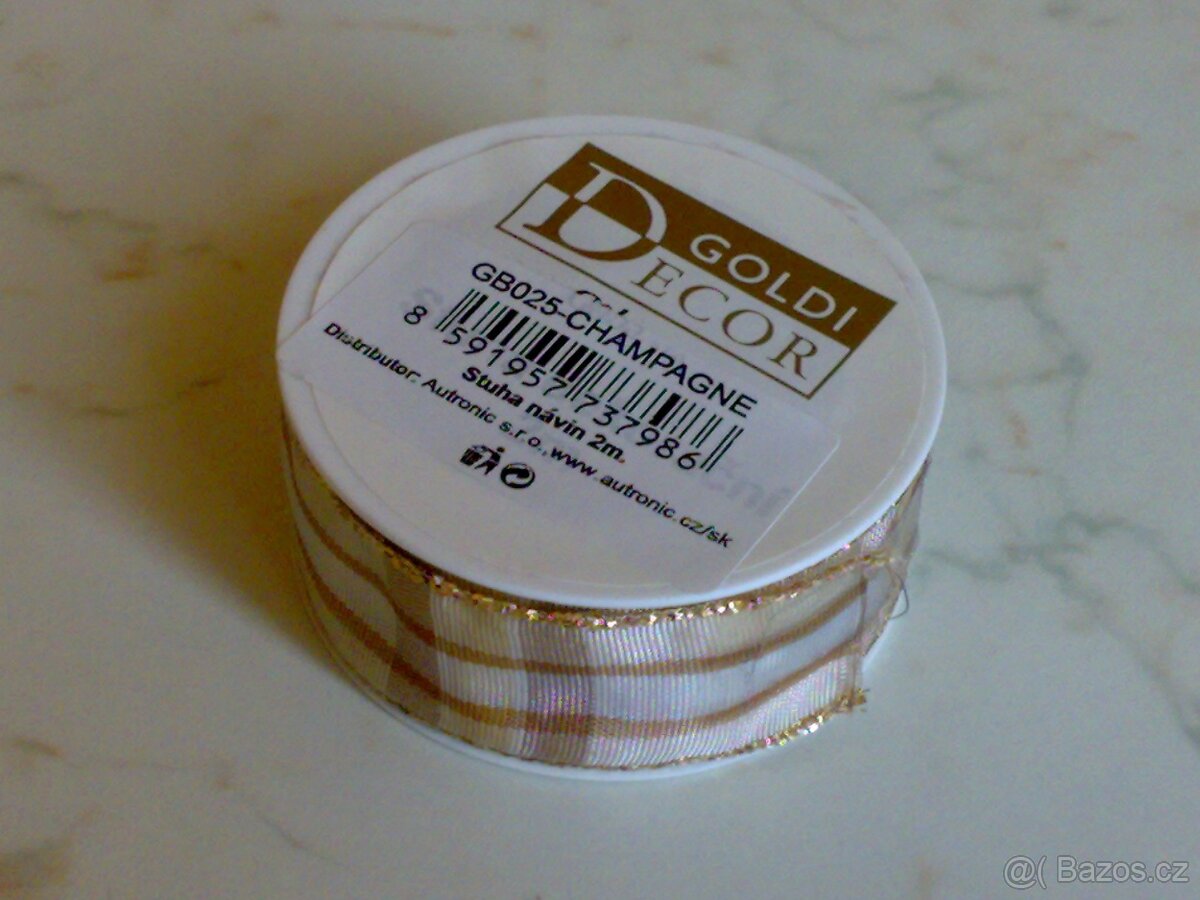 GOLDI
DECOR
GB025-CHAMPAGNE
8 591957 737986
Stuha návin 2m.
Distributor: Autronic s.r.o.,www.autronic.cz/sk
@( Bazos.cz